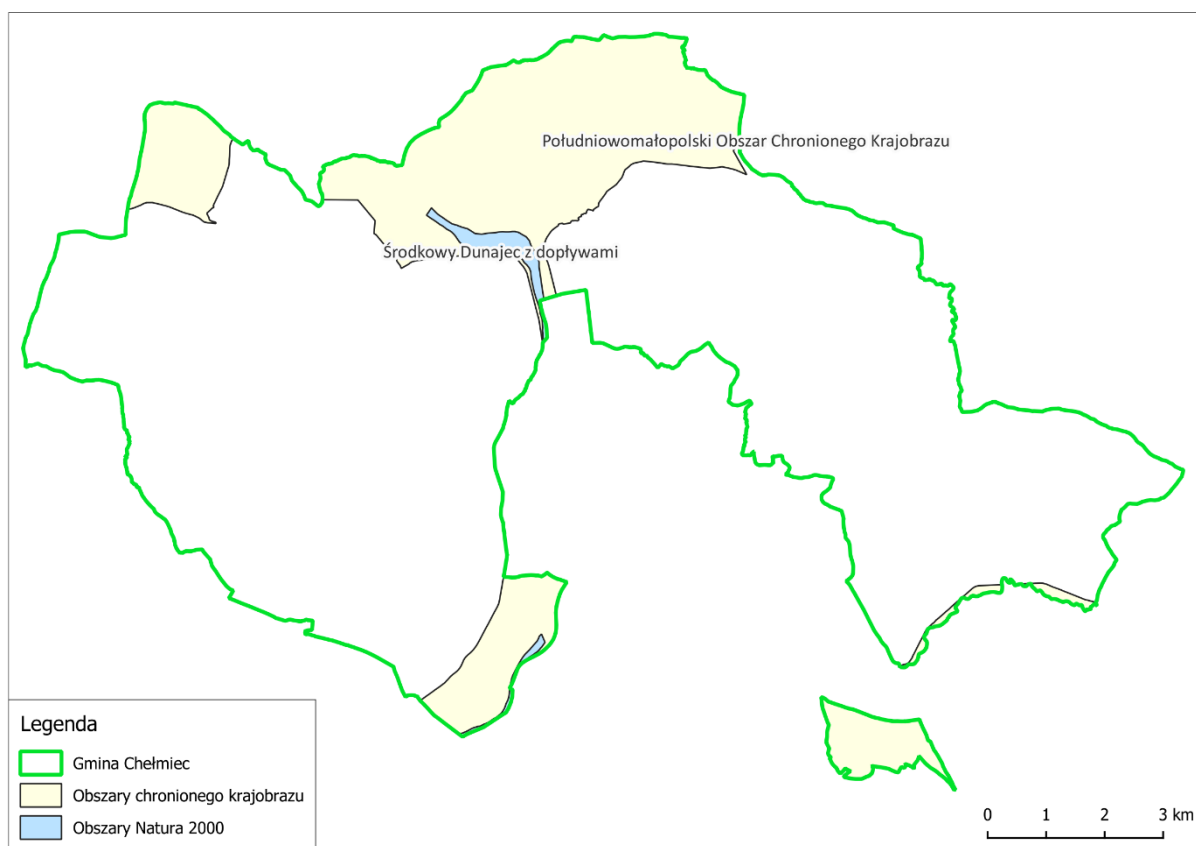 Południowomałopolski Obszar Chronionego Krajobrazu
Środkowy Dunajec z dopływami
Legenda
Gmina Chełmiec
Obszary chronionego krajobrazu
Obszary Natura 2000
0 1 2 3 km